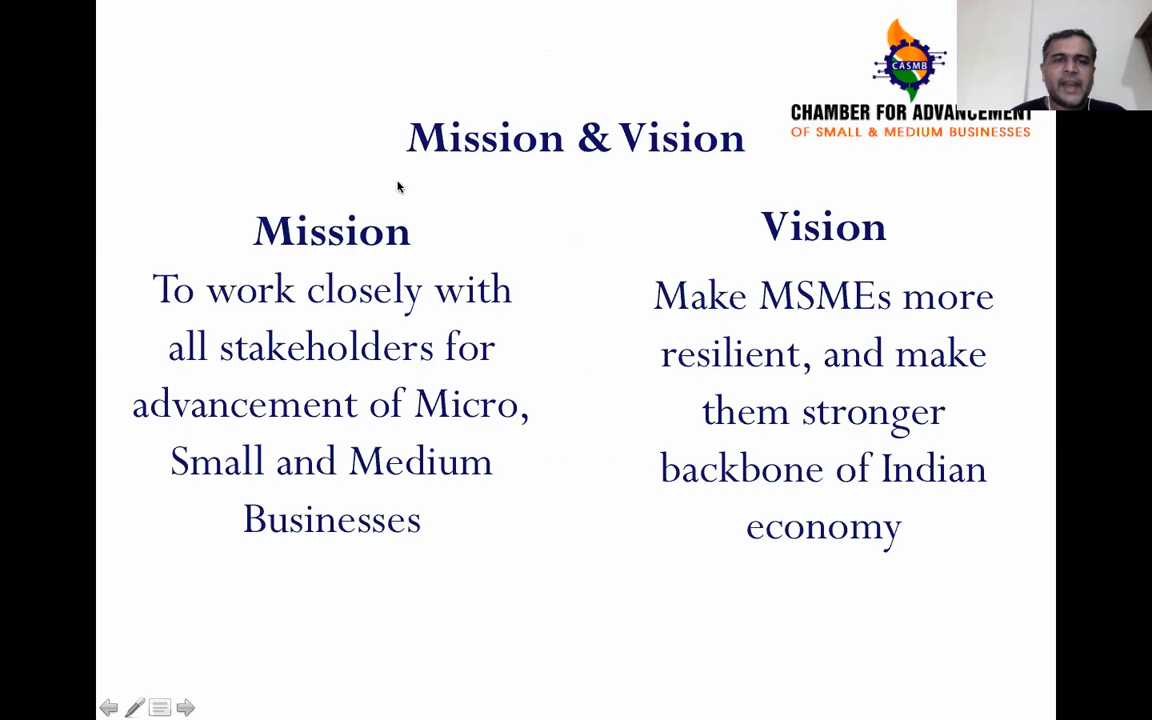 CASMB
CHAMBER FOR ADVANCEMENT
OF SMALL & MEDIUM BUSINESSES
Mission & Vision
Mission
To work closely with
all stakeholders for
advancement of Micro,
Small and Medium
Businesses
Vision
Make MSMEs more
resilient, and make
them stronger
backbone of Indian
economy